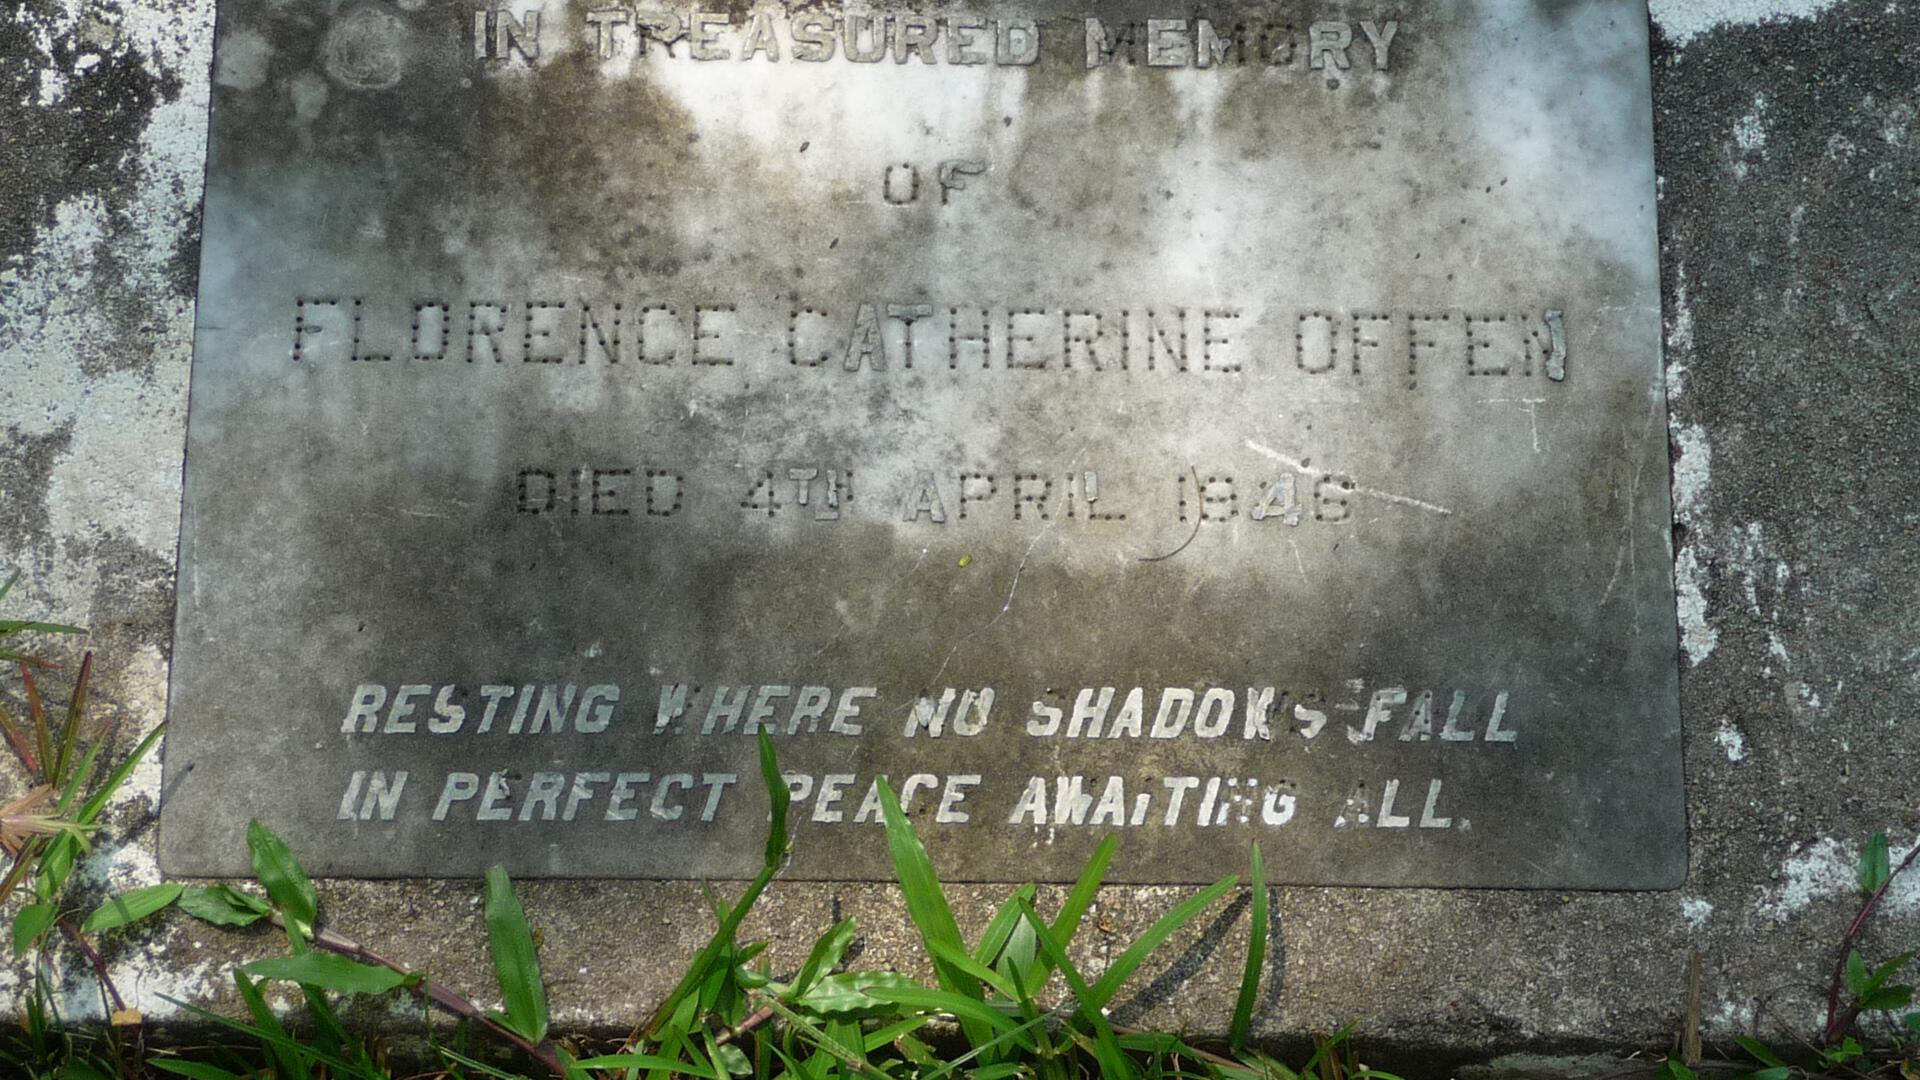 IN TREASURED MEMORY
OF
FLORENCE CATHERINE OFFEN
DIED 4TH APRIL 1946
RESTING WHERE NO SHADOWS FALL
IN PERFECT PEACE AWAITING ALL.